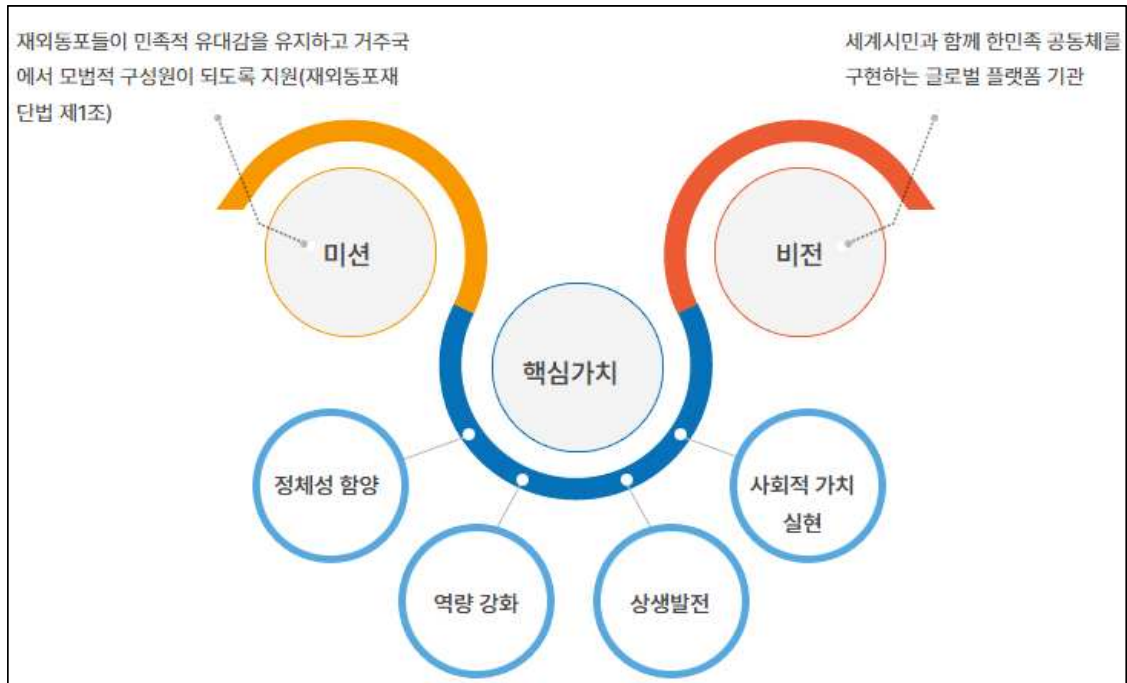 재외동포들이 민족적 유대감을 유지하고 거주국
에서 모범적 구성원이 되도록 지원(재외동포재
단법 제1조)
세계시민과 함께 한민족 공동체를
구현하는 글로벌 플랫폼 기관
미션
비전
핵심가치
정체성 함양
역량 강화
상생발전
사회적 가치
실현